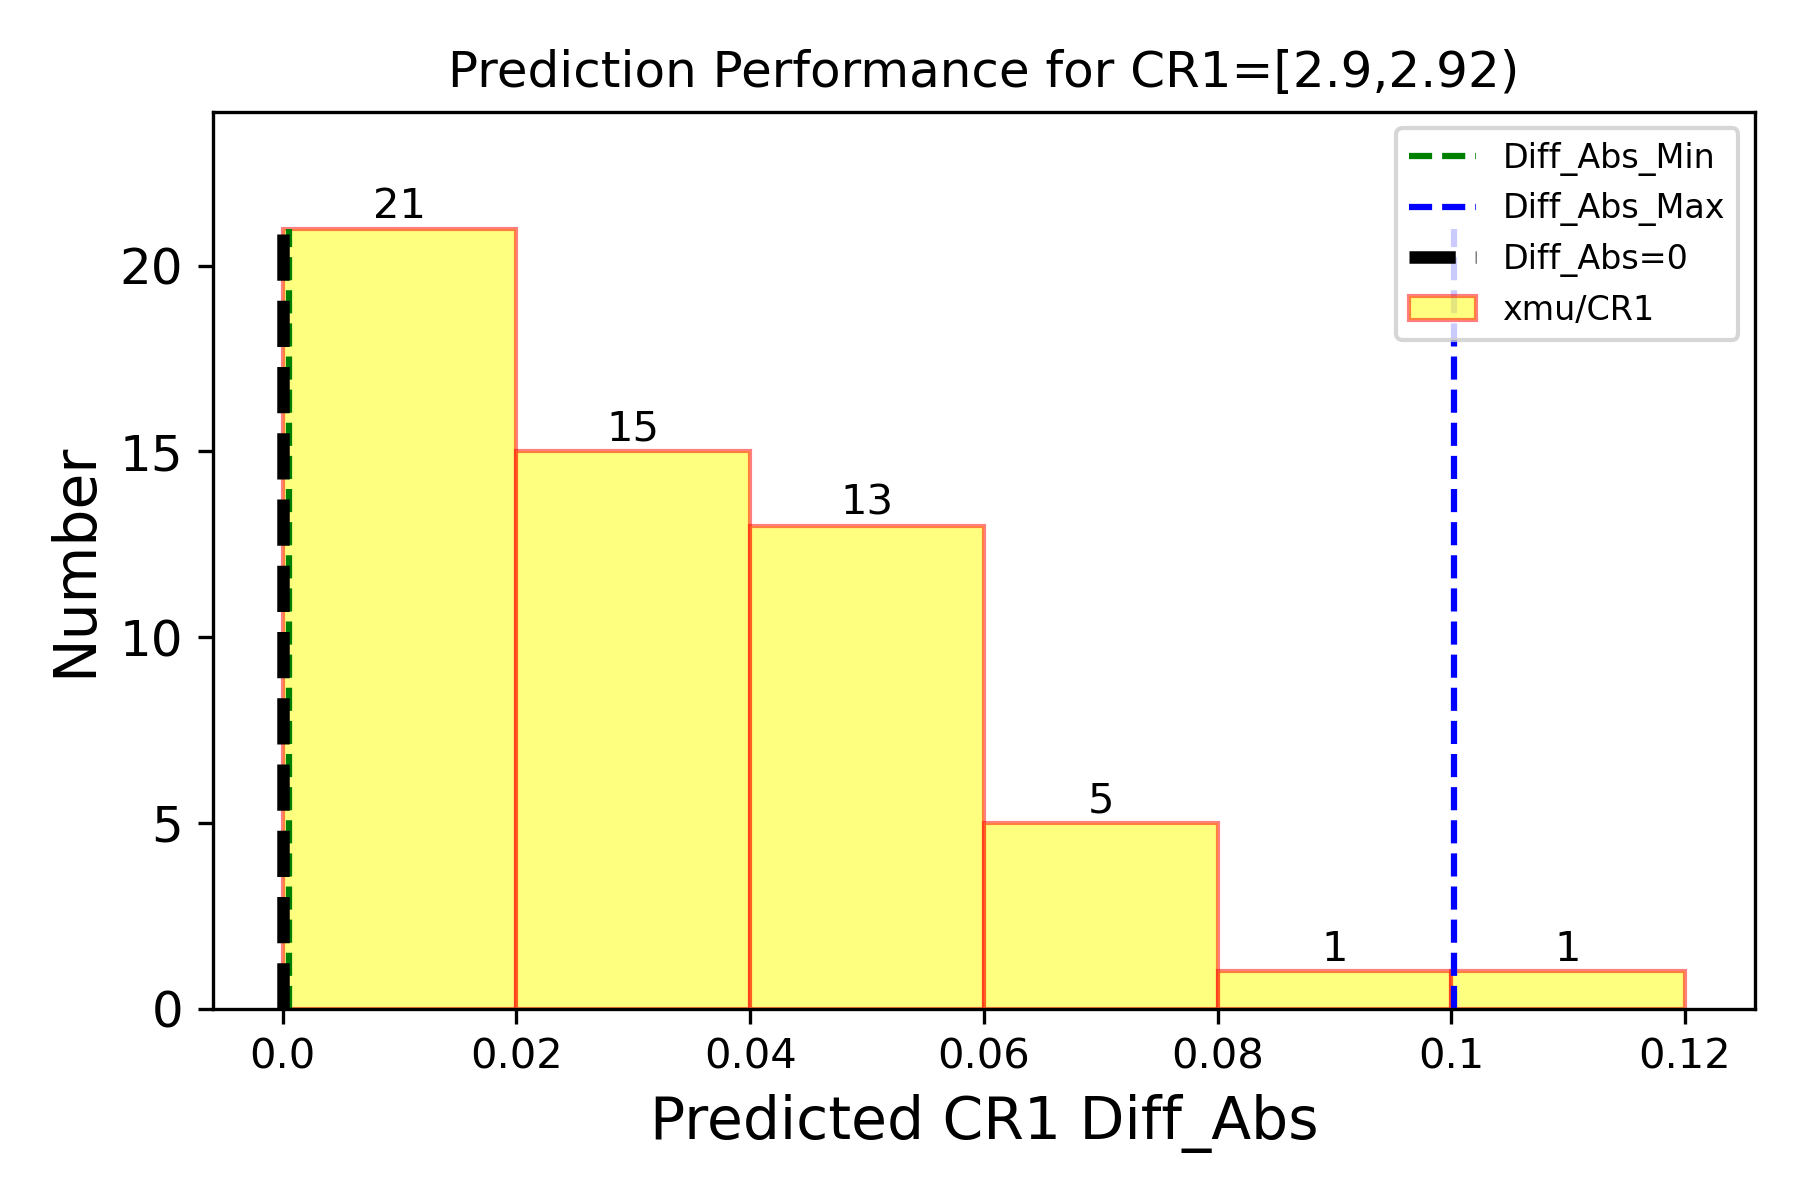 Prediction Performance for CR1=[2.9,2.92)
Diff_Abs_Min
Diff_Abs_Max
Diff_Abs=0
xmu/CR1
21
15
13
5
1
1
Number
20
15
10
5
0
0.0
0.02
0.04
0.06
0.08
0.1
0.12
Predicted CR1 Diff_Abs